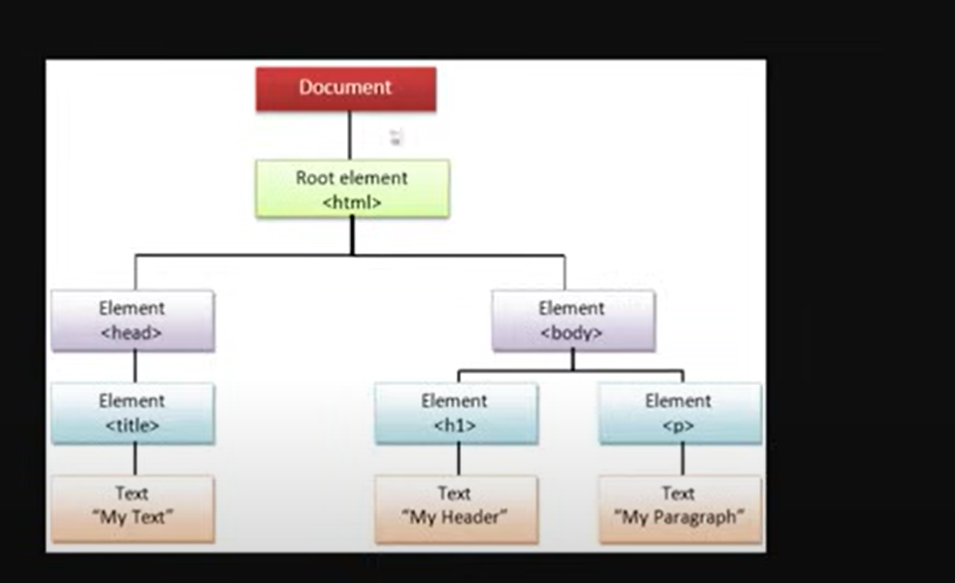 Document
Root element
<html>
Element
<head>
Element
<body>
Element
<title>
Element
<h1>
Element
<p>
Text
“My Text”
Text
“My Header”
Text
“My Paragraph”